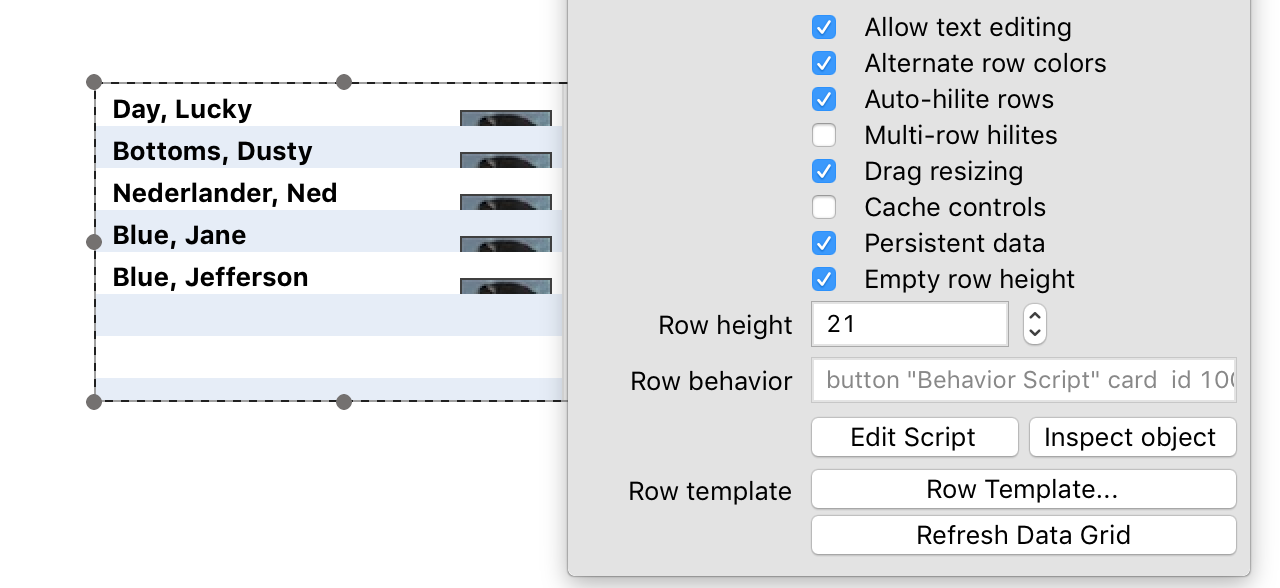 Day, Lucky
Bottoms, Dusty
Nederlander, Ned
Blue, Jane
Blue, Jefferson
Allow text editing
Alternate row colors
Auto-hilite rows
Multi-row hilites
Drag resizing
Cache controls
Persistent data
Empty row height
Row height 21
Row behavior button "Behavior Script" card id 100
Edit Script Inspect object
Row template Row Template...
Refresh Data Grid